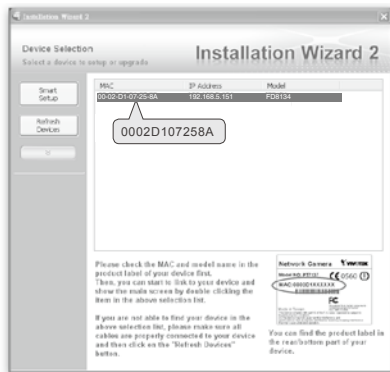 Installation Wizard 2
Device Selection
Select a device to setup or upgrade
Installation Wizard 2
Smart
Setup
Refresh
Devices
MAC IP Address Model
00-02-D1-07-25-8A 192.168.5.151 FD8134
0002D107258A
Please check the MAC and model name in the
product label of your device first.
Then, you can start to link to your device and
show the main screen by double clicking the
item in the above selection list.
If you are not able to find your device in the
above selection list, please make sure all
cables are properly connected to your device
and then click on the "Refresh Devices"
button.
Network Camera VIVOTEK
0560
FC
You can find the product label in
the rear/bottom part of your
device.